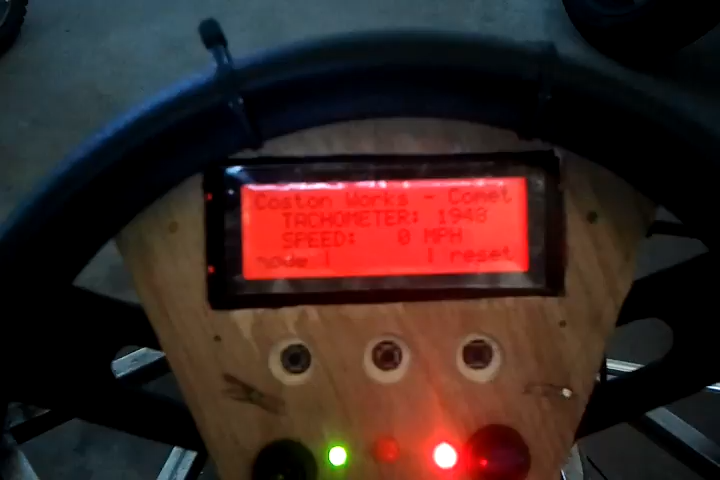 Coston Works - Comet
TACHOMETER: 1948
SPEED: 0 MPH
mode | | reset